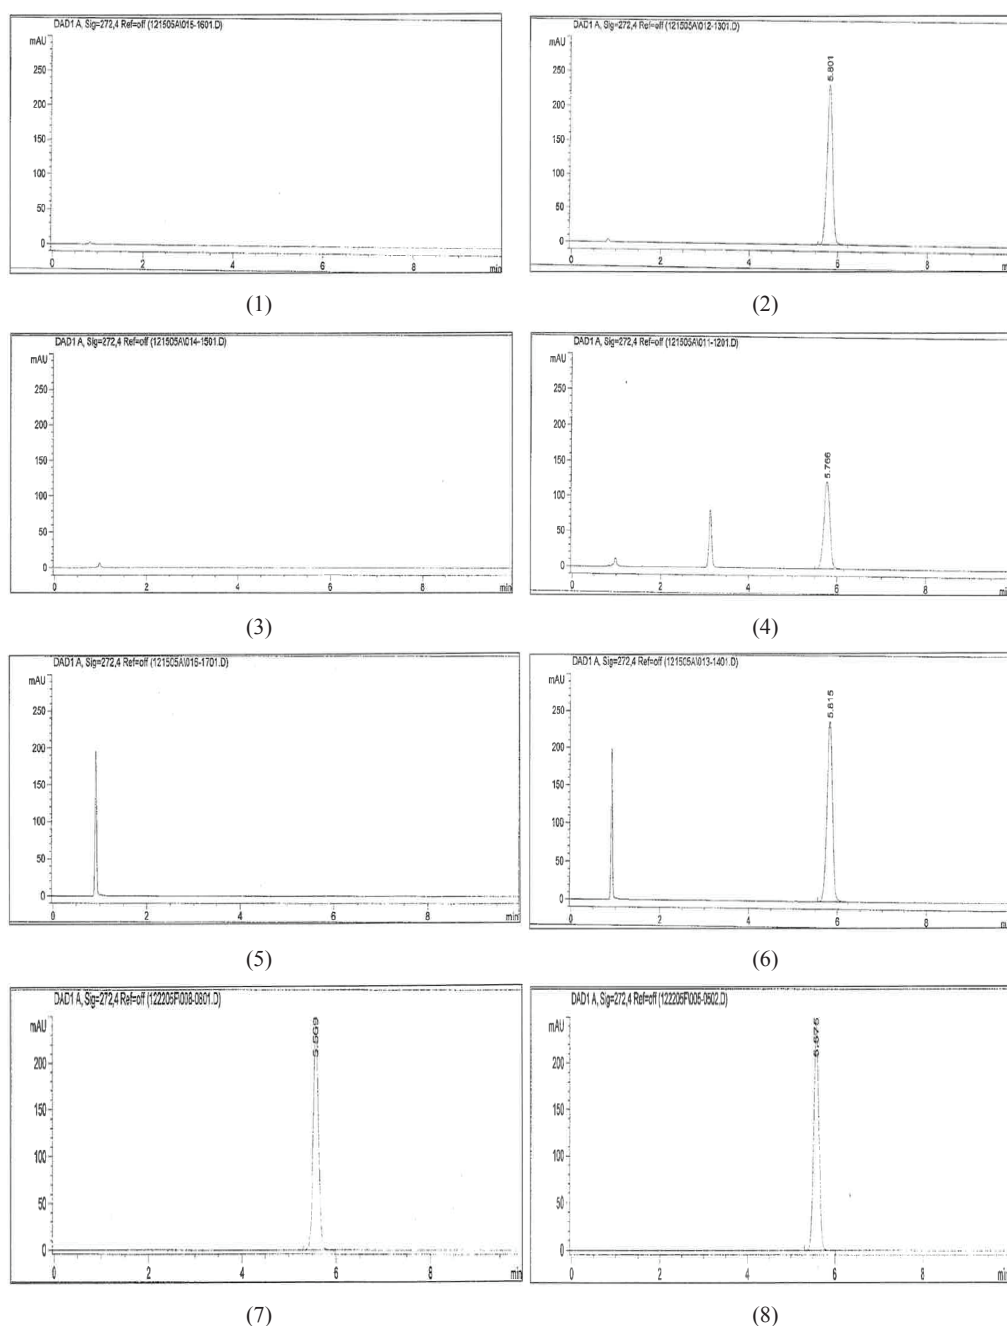 DAD1 A, Sig=272,4 Ref=off (121505A\015-1601.D)
mAU
250
200
150
100
50
0
0 2 4 6 8 min
(1)
DAD1 A, Sig=272,4 Ref=off (121505A\012-1301.D)
mAU
250
200
150
100
50
0
5.801
0 2 4 6 8 m
(2)
DAD1 A, Sig=272,4 Ref=off (121505A\014-1501.D)
mAU
250
200
150
100
50
0
0 2 4 6 8 min
(3)
DAD1 A, Sig=272,4 Ref=off (121505A\011-1201.D)
mAU
250
200
150
100
50
0
5.766
0 2 4 6 8 m
(4)
DAD1 A, Sig=272,4 Ref=off (121505A\016-1701.D)
mAU
250
200
150
100
50
0
0 2 4 6 8 min
(5)
DAD1 A, Sig=272,4 Ref=off (121505A\013-1401.D)
mAU
250
200
150
100
50
0
5.815
0 2 4 6 8 m
(6)
DAD1 A, Sig=272,4 Ref=off (122205F\008-0801.D)
mAU
200
150
100
50
0
5.569
0 2 4 6 8 min
(7)
DAD1 A, Sig=272,4 Ref=off (122205F\005-0502.D)
mAU
200
150
100
50
0
5.575
0 2 4 6 8 m
(8)